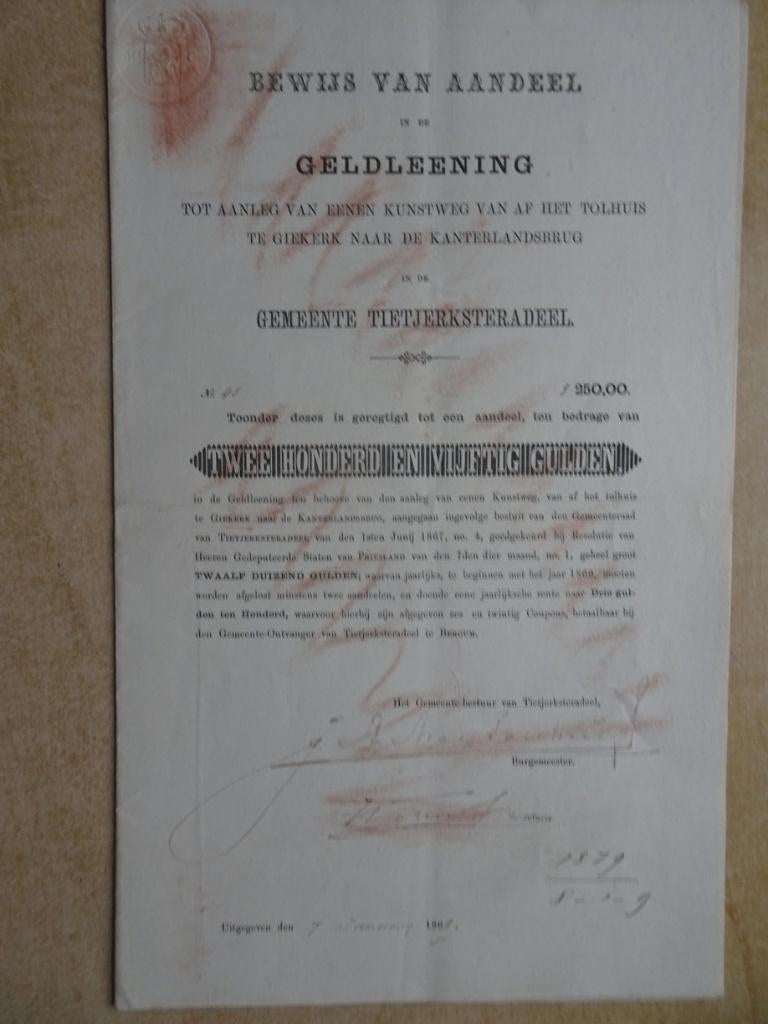 BEWIJS VAN AANDEEL
IN DE
GELDLEENING
TOT AANLEG VAN EENEN KUNSTWEG VAN AF HET TOLHUIS
TE GIEKERK NAAR DE KANTERLANDSBRUG
IN DE
GEMEENTE TIETJERKSTERADEEL.
№ 45 f 250,00.
Toonder dezes is geregtigd tot een aandeel, ten bedrage van
TWEE HONDERD EN VIJFTIG GULDEN,
in de Geldleening ten behoeve van den aanleg van eenen Kunstweg, van af het tolhuis
te GIEKERK naar de KANTERLANDSBRUG, aangegaan ingevolge besluit van den Gemeenteraad
van TIETJERKSTERADEEL van den 1sten Junij 1867, no. 4, goedgekeurd bij Resolutie van
Heeren Gedeputeerde Staten van FRIESLAND van den 7den dier maand, no. 1, geheel groot
TWAALF DUIZEND GULDEN; waarvan jaarlijks, te beginnen met het jaar 1869, moeten
worden afgelost minstens twee aandeelen, en doende eene jaarlijksche rente naar Drie gul-
den ten Honderd, waarvoor hierbij zijn afgegeven zes en twintig Coupons, betaalbaar bij
den Gemeente-Ontvanger van Tietjerksteradeel te BERGUM.
Het Gemeente-bestuur van Tietjerksteradeel,
Burgemeester.
Secretaris
1879
Uitgegeven den 186